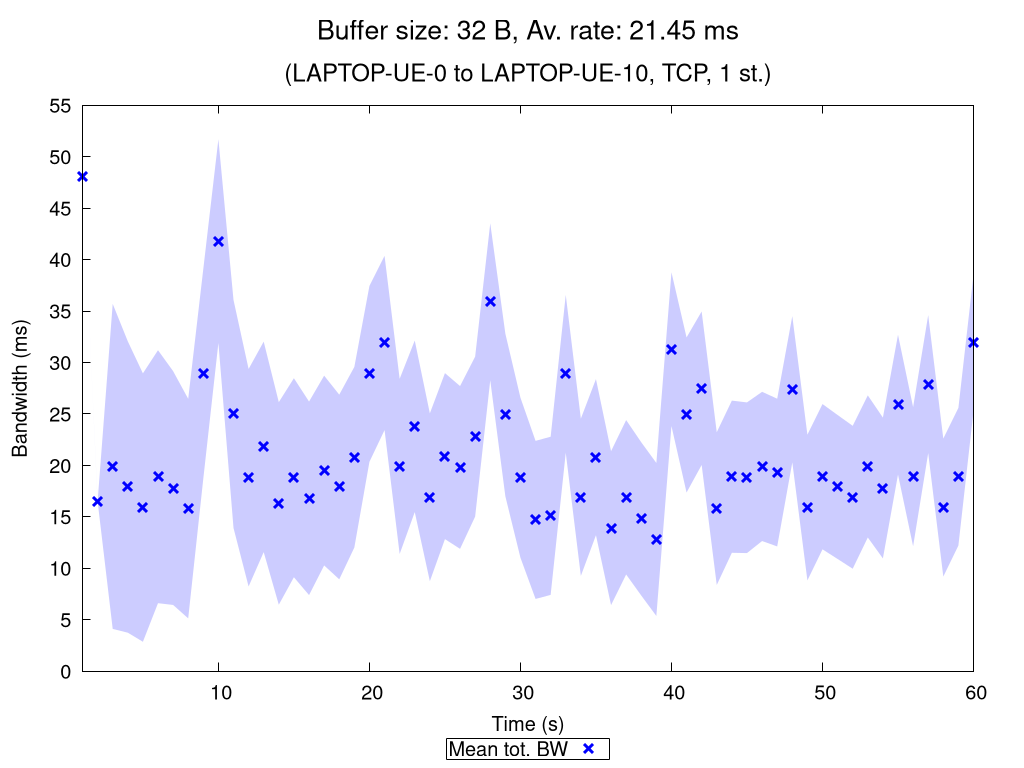 Buffer size: 32 B, Av. rate: 21.45 ms
(LAPTOP-UE-0 to LAPTOP-UE-10, TCP, 1 st.)
55
50
45
40
35
30
25
20
15
10
5
0
Bandwidth (ms)
10 20 30 40 50 60
Time (s)
Mean tot. BW